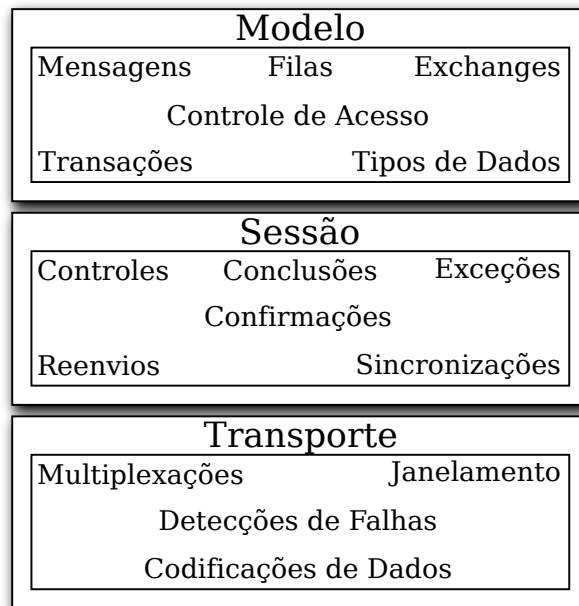 Modelo
Mensagens Filas Exchanges
Controle de Acesso
Transações Tipos de Dados
Sessão
Controles Conclusões Exceções
Confirmações
Reenvios Sincronizações
Transporte
Multiplexações Janelamento
Detecções de Falhas
Codificações de Dados